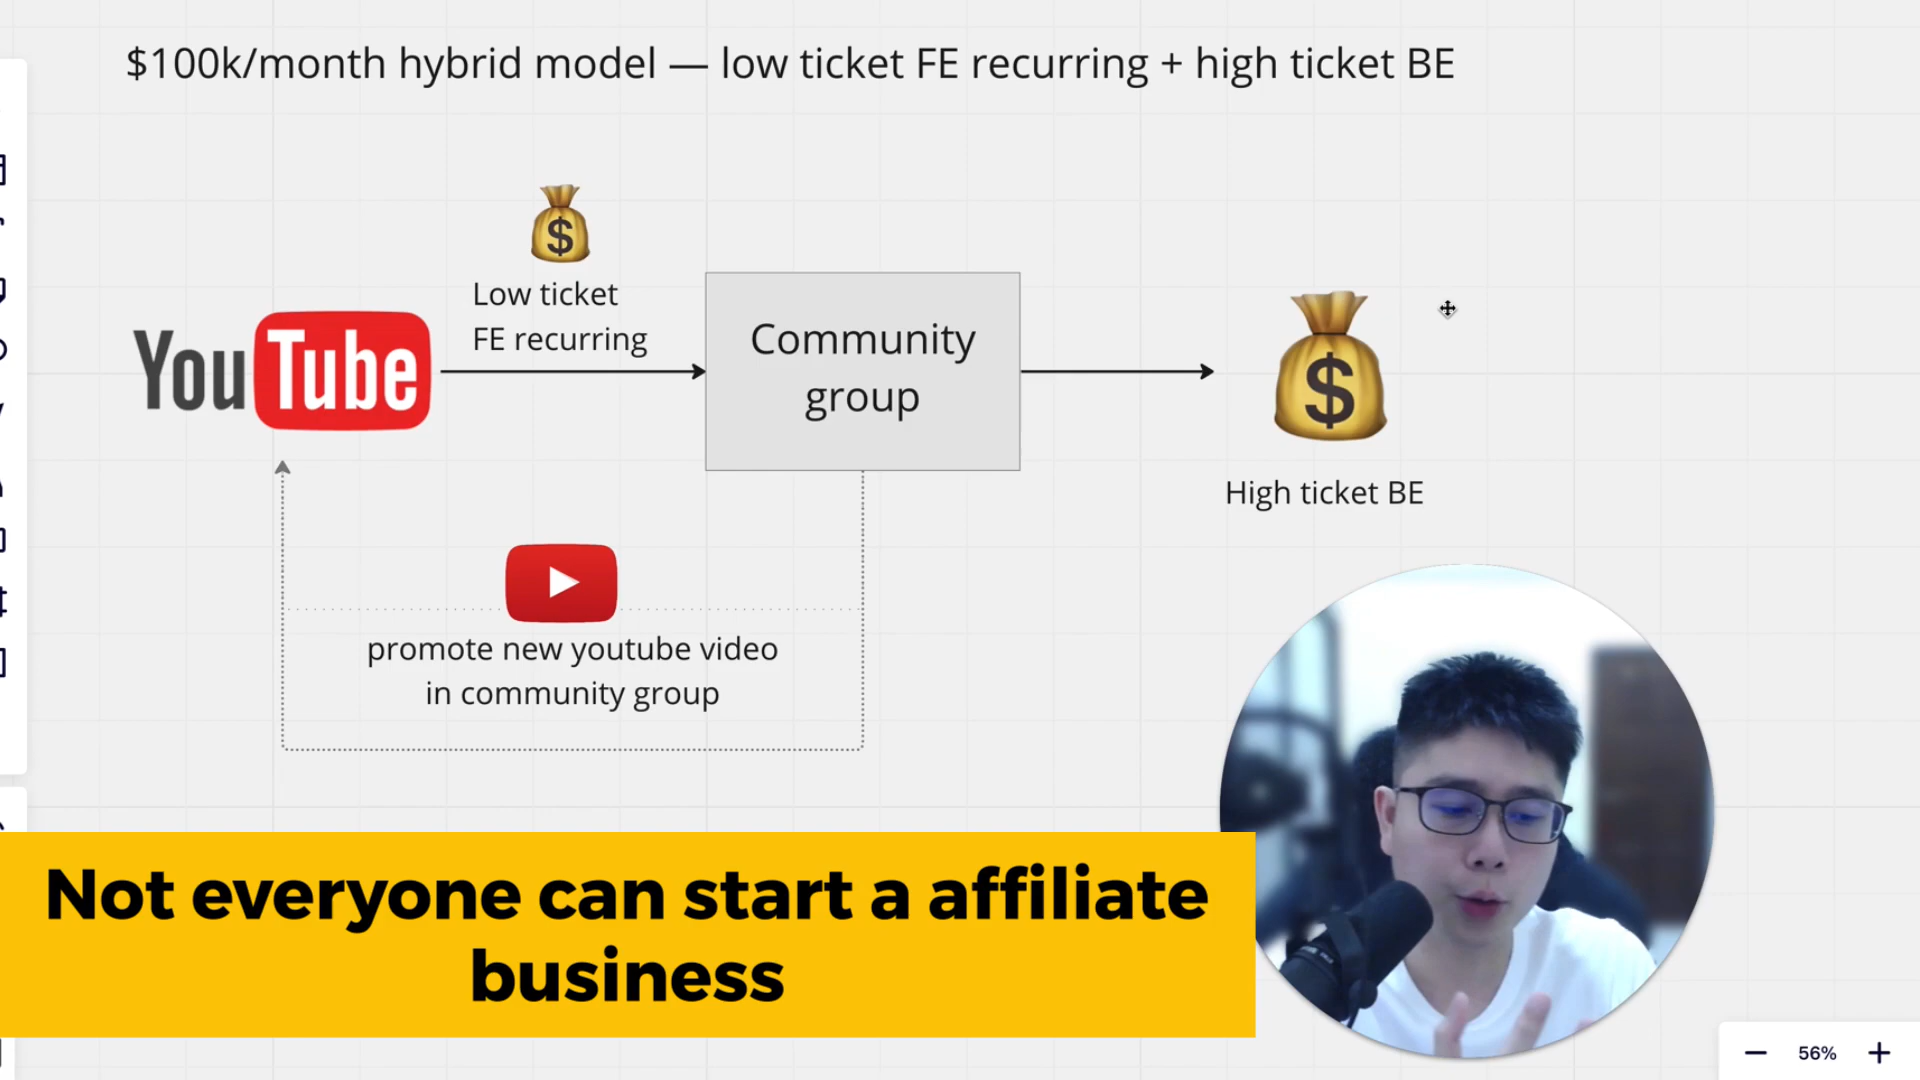 $100k/month hybrid model — low ticket FE recurring + high ticket BE
$
Low ticket
FE recurring
YouTube
Community
group
$
High ticket BE
promote new youtube video
in community group
Not everyone can start a affiliate
business
56%